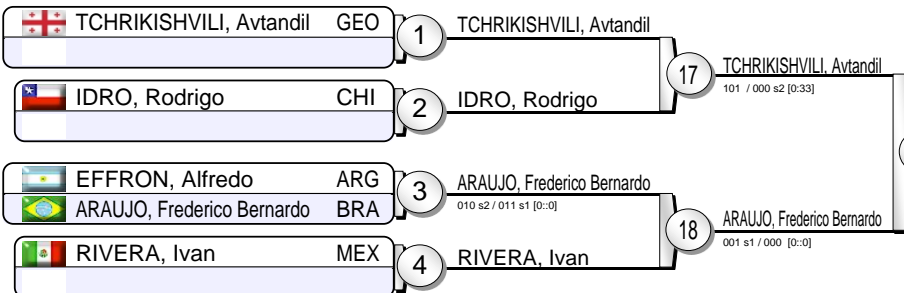 TCHRIKISHVILI, Avtandil GEO
1
TCHRIKISHVILI, Avtandil
17
TCHRIKISHVILI, Avtandil
101 / 000 s2 [0:33]
IDRO, Rodrigo CHI
2
IDRO, Rodrigo
EFFRON, Alfredo ARG
ARAUJO, Frederico Bernardo BRA
3
ARAUJO, Frederico Bernardo
010 s2 / 011 s1 [0::0]
18
ARAUJO, Frederico Bernardo
001 s1 / 000 [0::0]
RIVERA, Ivan MEX
4
RIVERA, Ivan